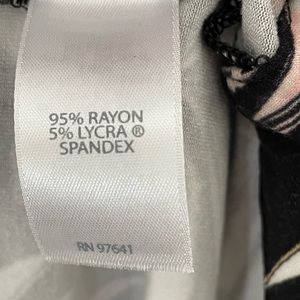 95% RAYON
5% LYCRA ®
SPANDEX
RN 97641